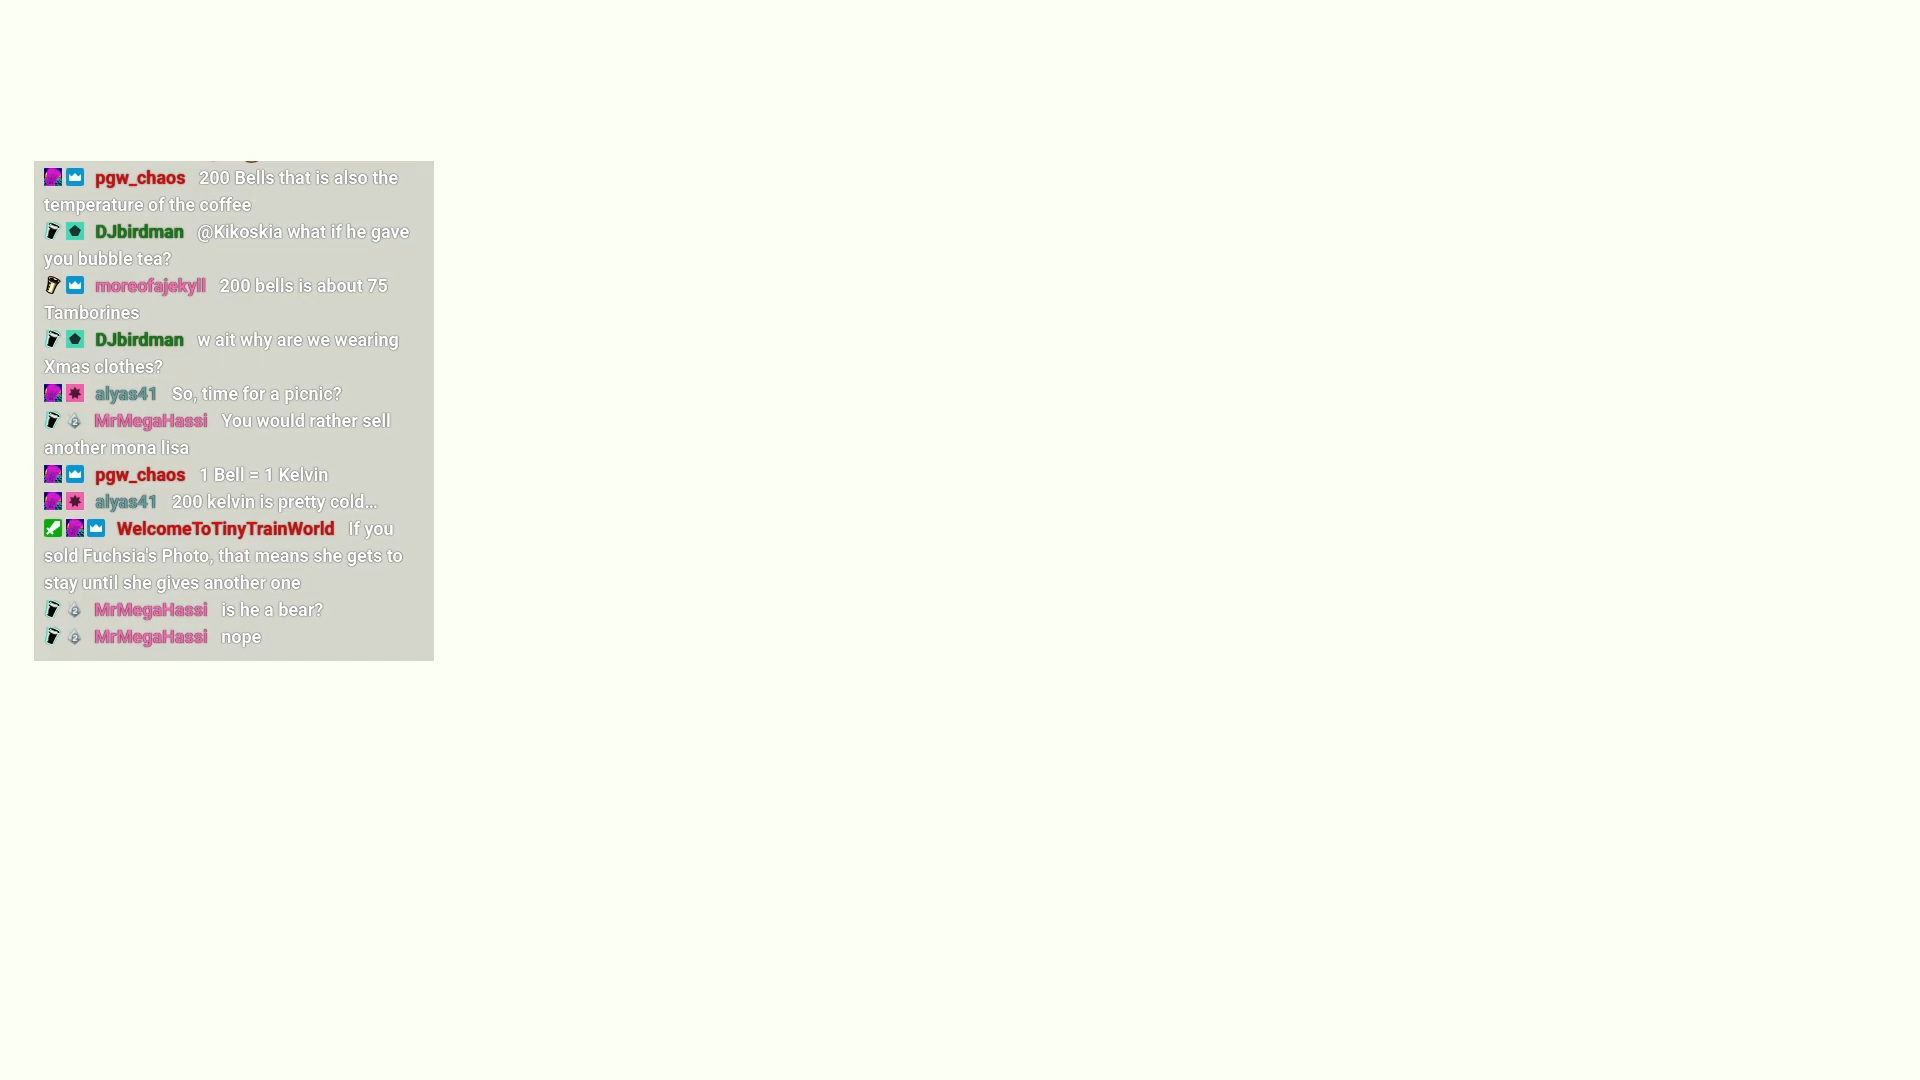 pgw_chaos 200 Bells that is also the
temperature of the coffee
DJbirdman @Kikoskia what if he gave
you bubble tea?
moreofajekyll 200 bells is about 75
Tamborines
DJbirdman w ait why are we wearing
Xmas clothes?
alyas41 So, time for a picnic?
MrMegaHassi You would rather sell
another mona lisa
pgw_chaos 1 Bell = 1 Kelvin
alyas41 200 kelvin is pretty cold...
WelcomeToTinyTrainWorld If you
sold Fuchsia's Photo, that means she gets to
stay until she gives another one
MrMegaHassi is he a bear?
MrMegaHassi nope